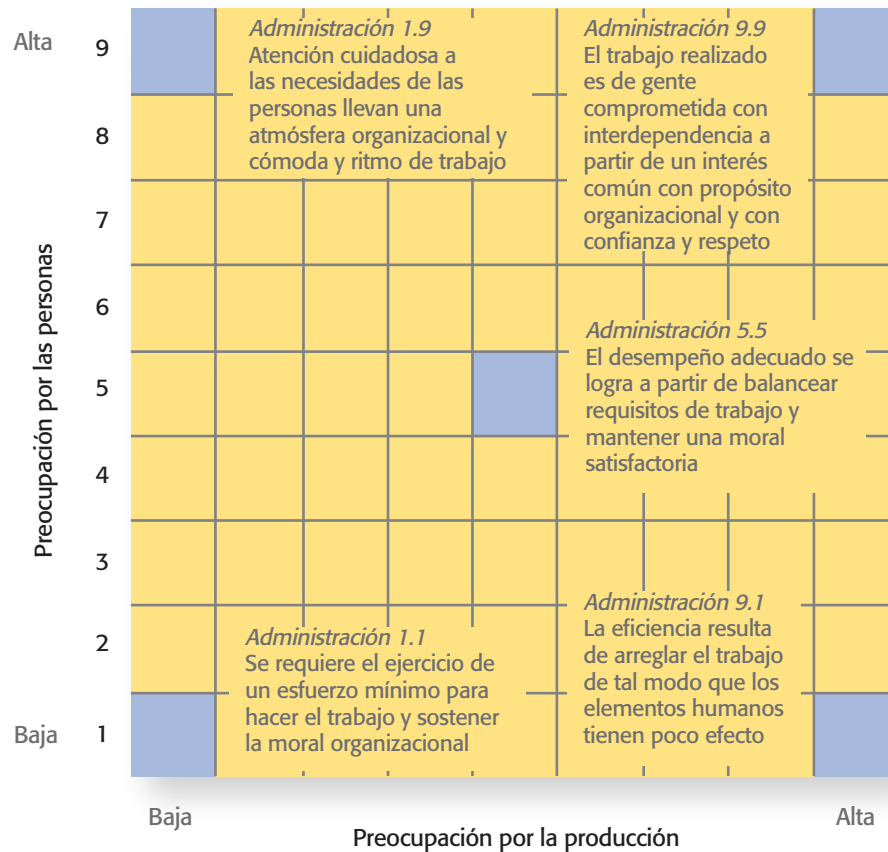 Alta
9
8
7
6
5
4
3
2
Baja
1
Preocupación por las personas
Administración 1.9
Atención cuidadosa a
las necesidades de las
personas llevan una
atmósfera organizacional y
cómoda y ritmo de trabajo
Administración 9.9
El trabajo realizado
es de gente
comprometida con
interdependencia a
partir de un interés
común con propósito
organizacional y con
confianza y respeto
Administración 5.5
El desempeño adecuado se
logra a partir de balancear
requisitos de trabajo y
mantener una moral
satisfactoria
Administración 1.1
Se requiere el ejercicio de
un esfuerzo mínimo para
hacer el trabajo y sostener
la moral organizacional
Administración 9.1
La eficiencia resulta
de arreglar el trabajo
de tal modo que los
elementos humanos
tienen poco efecto
Baja
Alta
Preocupación por la producción